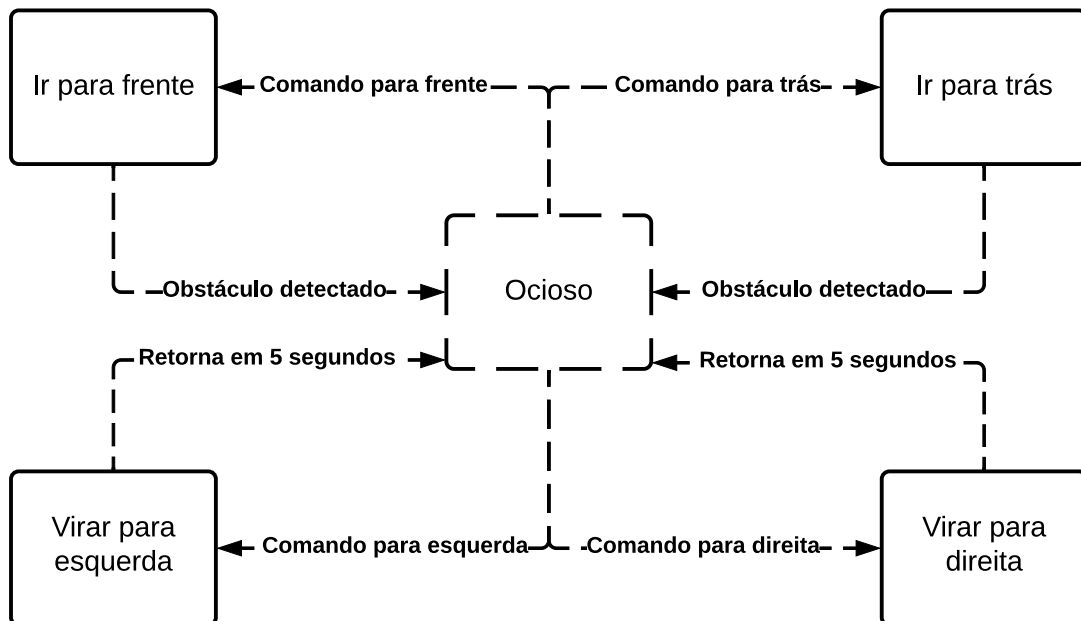 Ir para frente
Comando para frente
Comando para trás
Ir para trás
Obstáculo detectado
Ocioso
Obstáculo detectado
Retorna em 5 segundos
Retorna em 5 segundos
Virar para
esquerda
Comando para esquerda
Comando para direita
Virar para
direita